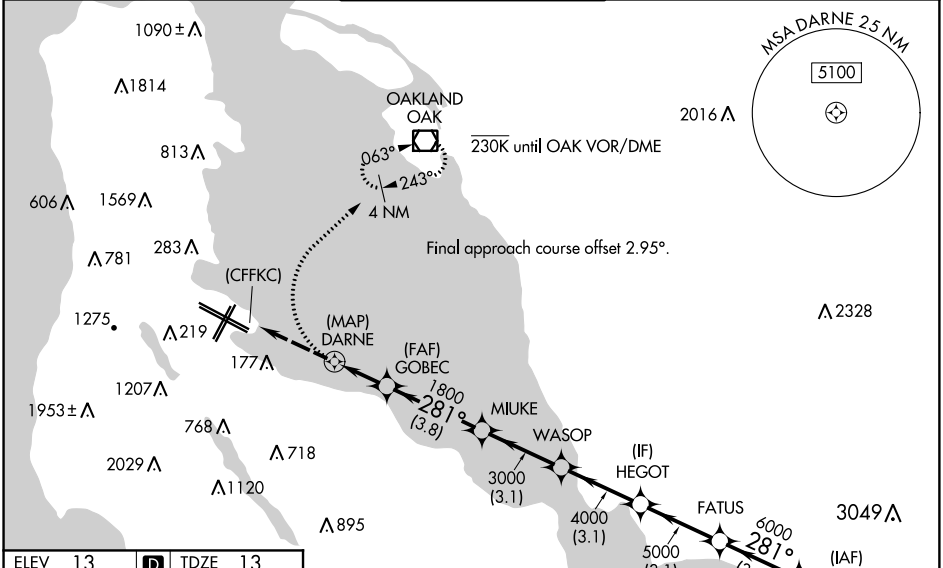 MSA DARNE 25 NM
5100
1090 ±
1814
OAKLAND
OAK
2016
813
063°
230K until OAK VOR/DME
243°
4 NM
606
1569
781
283
Final approach course offset 2.95°.
(CFFKC)
1275
219
(MAP)
DARNE
2328
(FAF)
GOBEC
177
1800
281°
(3.8)
1207
1953 ±
MIUKE
768
WASOP
718
2029
3000
(3.1)
(IF)
HEGOT
1120
4000
(3.1)
FATUS
895
3049
6000
281°
5000
(IAF)
ELEV 13
D
TDZE 13